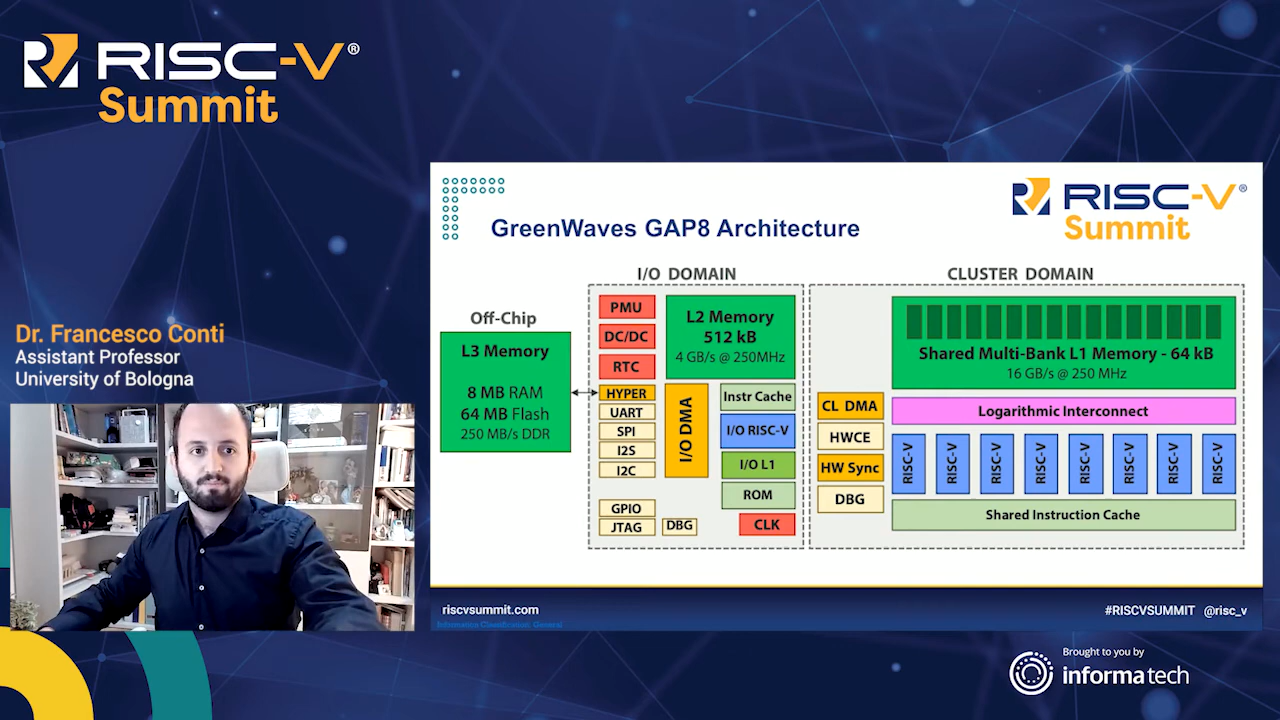 RISC-V®
Summit
Dr. Francesco Conti
Assistant Professor
University of Bologna
RISC-V®
Summit
GreenWaves GAP8 Architecture
Off-Chip
L3 Memory
8 MB RAM
64 MB Flash
250 MB/s DDR
I/O DOMAIN
PMU
DC/DC
RTC
HYPER
UART
SPI
I2S
I2C
GPIO
JTAG
DBG
L2 Memory
512 kB
4 GB/s @ 250MHz
I/O DMA
Instr Cache
I/O RISC-V
I/O L1
ROM
CLK
CLUSTER DOMAIN
CL DMA
HWCE
HW Sync
DBG
Shared Multi-Bank L1 Memory - 64 kB
16 GB/s @ 250 MHz
Logarithmic Interconnect
RISC-V
RISC-V
RISC-V
RISC-V
RISC-V
RISC-V
RISC-V
RISC-V
Shared Instruction Cache
riscvsummit.com
#RISCVSUMMIT @risc_v
Information Classification: General
Brought to you by
informa tech